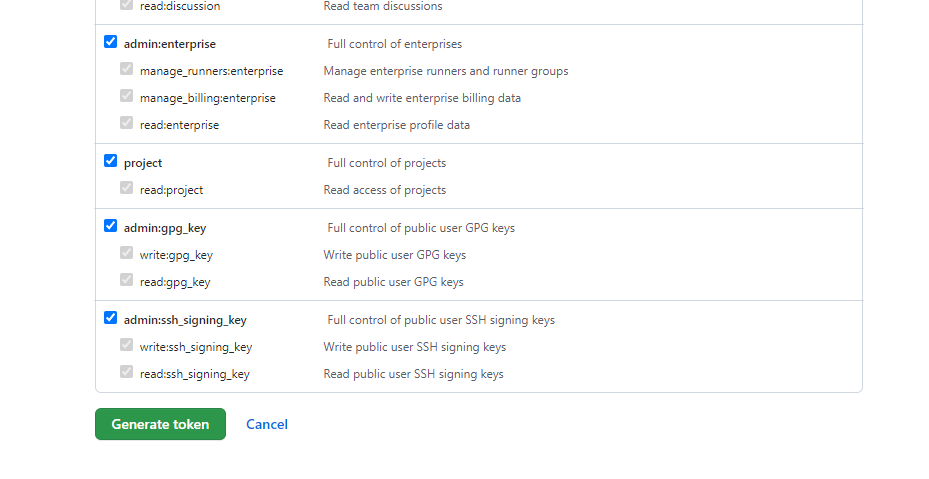 read:discussion Read team discussions
admin:enterprise Full control of enterprises
manage_runners:enterprise Manage enterprise runners and runner groups
manage_billing:enterprise Read and write enterprise billing data
read:enterprise Read enterprise profile data
project Full control of projects
read:project Read access of projects
admin:gpg_key Full control of public user GPG keys
write:gpg_key Write public user GPG keys
read:gpg_key Read public user GPG keys
admin:ssh_signing_key Full control of public user SSH signing keys
write:ssh_signing_key Write public user SSH signing keys
read:ssh_signing_key Read public user SSH signing keys
Generate token Cancel